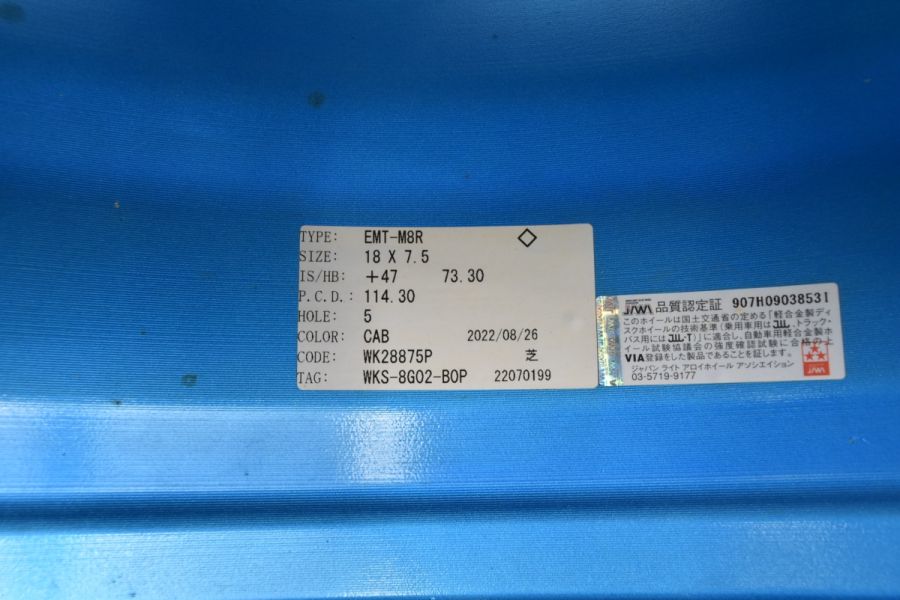 TYPE: EMT-M8R ◇
SIZE: 18 X 7.5
IS/HB: +47 73.30
P.C.D.: 114.30
HOLE: 5
COLOR: CAB 2022/08/26
CODE: WK28875P 芝
TAG: WKS-8G02-BOP 22070199
JAWA 品質認定証 907H09038531
このホイールは国土交通省の定める「軽合金製ディ
スクホイールの技術基準(乗用車用はJWL、トラック・
バス用にはJWL-T)」に適合し、自動車用軽合金製ホ
イール試験協議会の強度確認試験に合格の上
VIA登録をした製品であることを証します。
ジャパン ライト アロイホイール アソシエイション
03-5719-9177
JAWA